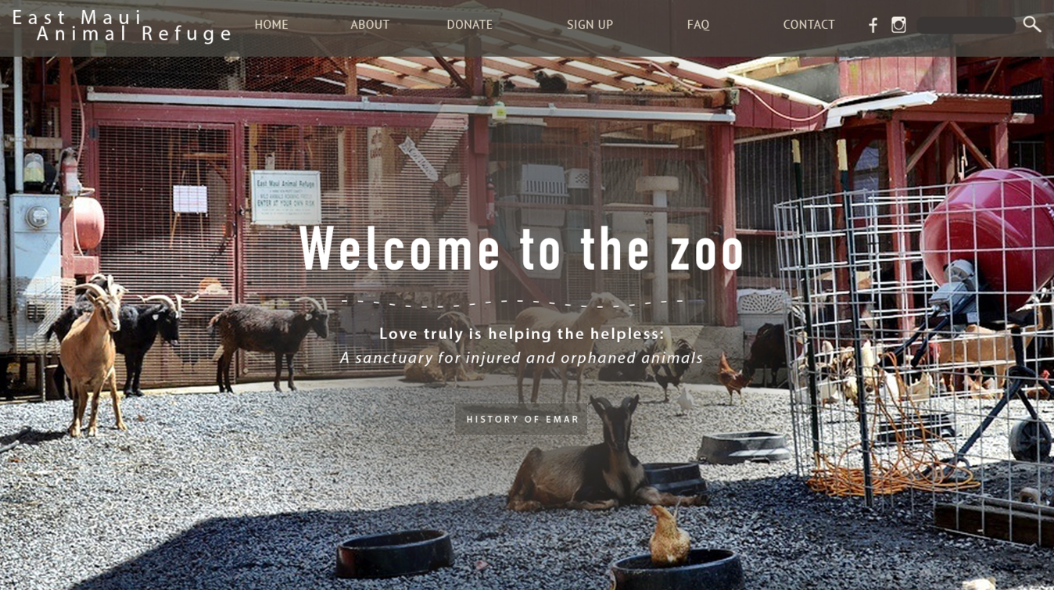 East Maui
Animal Refuge
HOME ABOUT DONATE SIGN UP FAQ CONTACT
East Maui Animal Refuge
ENTER AT YOUR OWN RISK
Welcome to the zoo
Love truly is helping the helpless:
A sanctuary for injured and orphaned animals
HISTORY OF EMAR